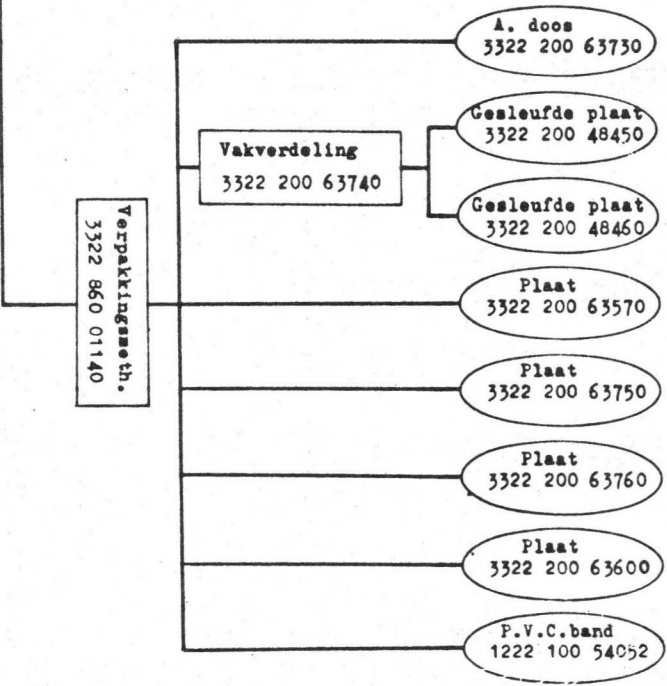 A. doos
3322 200 63730
Gesleufde plaat
3322 200 48450
Vakverdeling
3322 200 63740
Gesleufde plaat
3322 200 48460
Verpakkingsmeth.
3322 860 01140
Plaat
3322 200 63570
Plaat
3322 200 63750
Plaat
3322 200 63760
Plaat
3322 200 63600
P.V.C.band
1222 100 54052